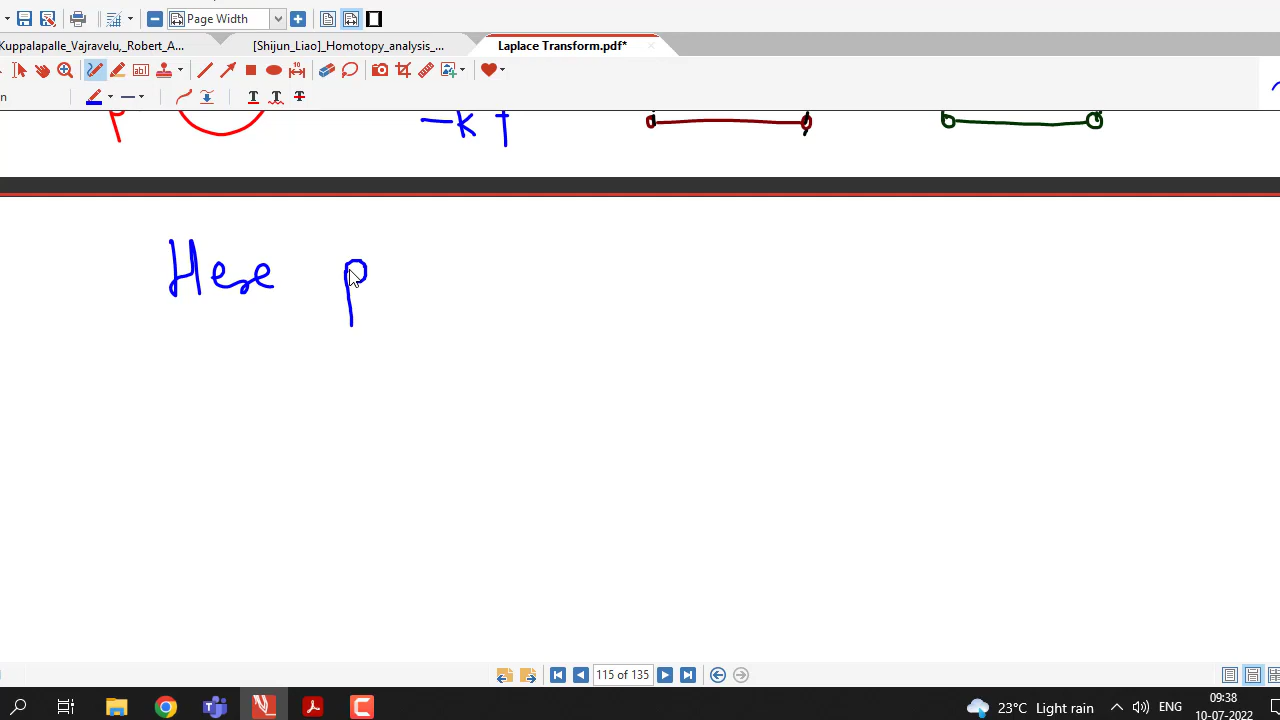 Page Width
Kuppalapalle_Vajravelu,_Robert_A...
[Shijun_Liao]_Homotopy_analysis_...
Laplace Transform.pdf*
T T T
-K
Here p
115 of 135
23°C Light rain
ENG
09:38
10-07-2022